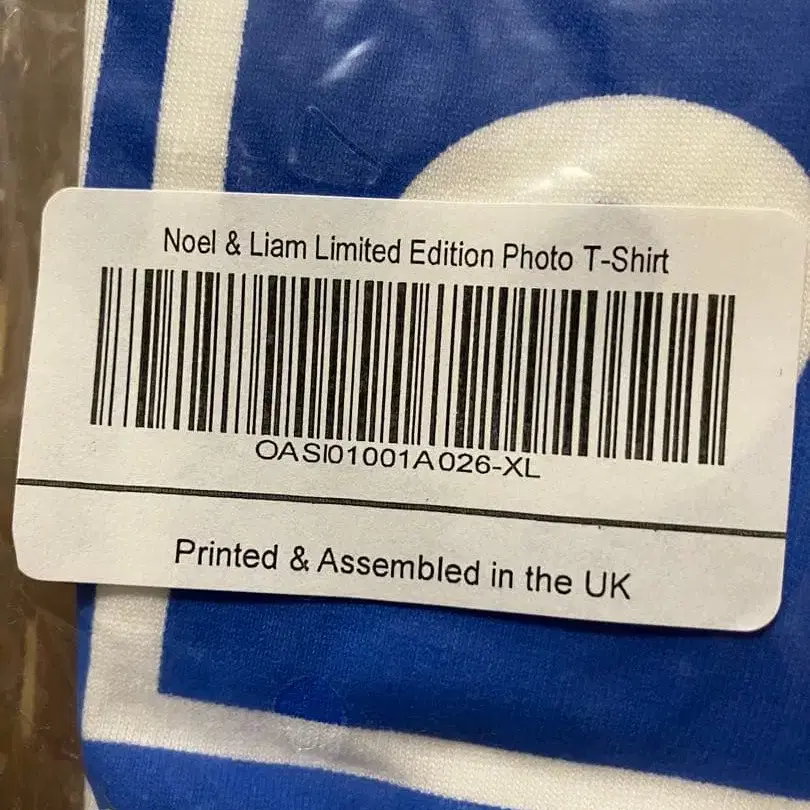 Noel & Liam Limited Edition Photo T-Shirt
OASI01001A026-XL
Printed & Assembled in the UK